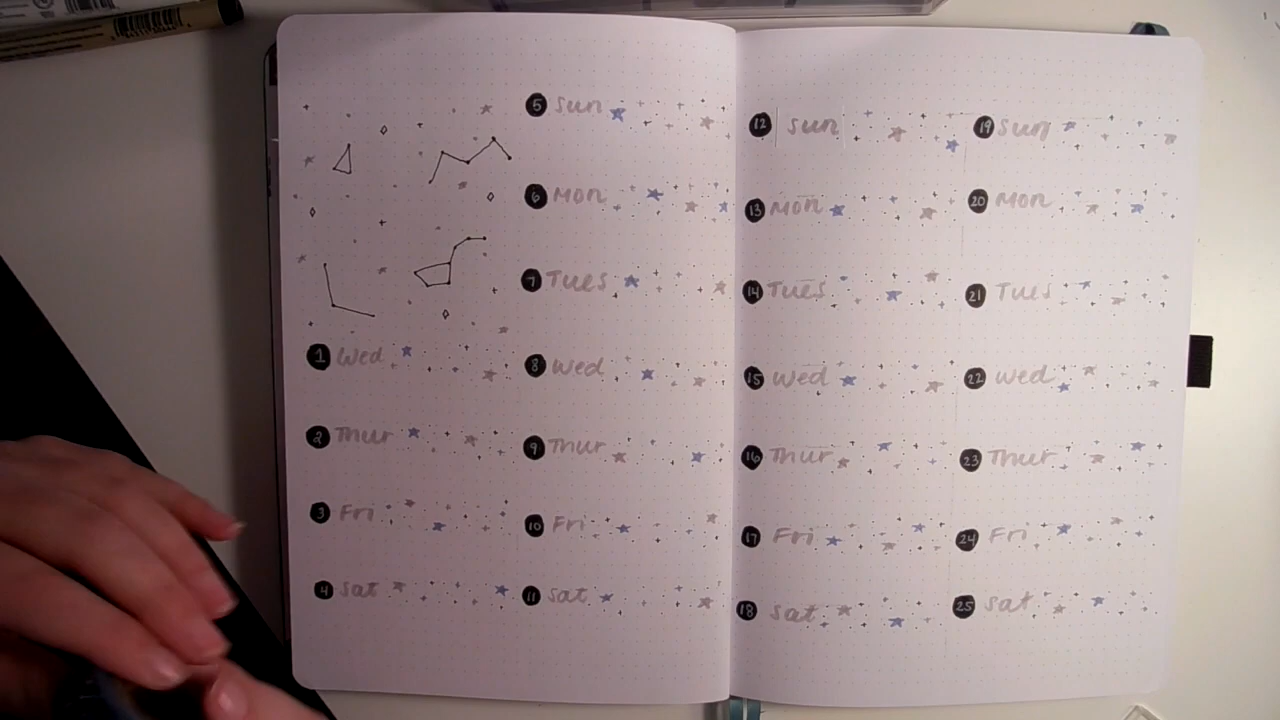 1 Wed
2 Thur
3 Fri
4 Sat
5 Sun
6 Mon
7 Tues
8 Wed
9 Thur
10 Fri
11 Sat
12 Sun
13 Mon
14 Tues
15 Wed
16 Thur
17 Fri
18 Sat
19 Sun
20 Mon
21 Tues
22 Wed
23 Thur
24 Fri
25 Sat